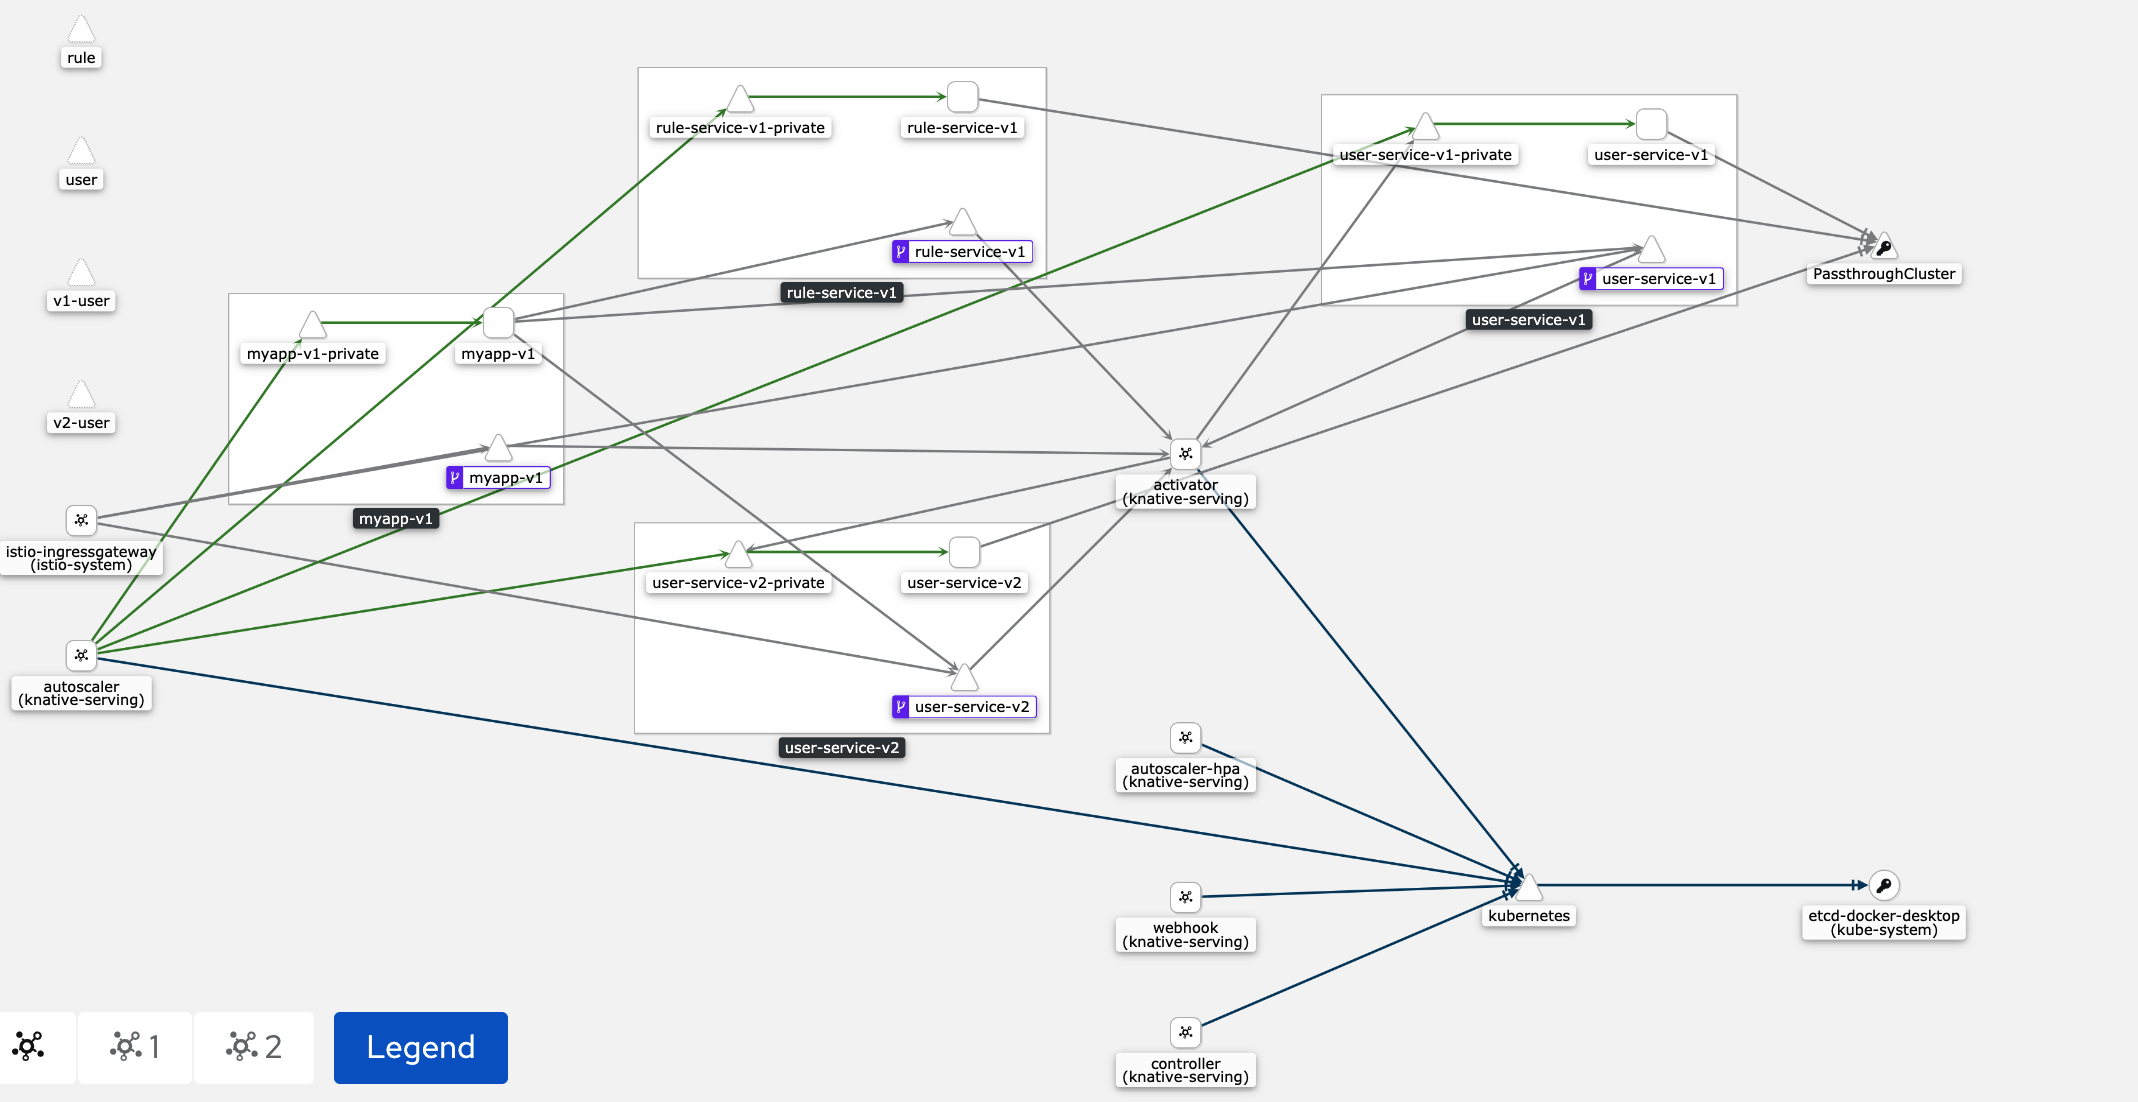 rule
user
v1-user
v2-user
rule-service-v1-private
rule-service-v1
rule-service-v1
rule-service-v1
user-service-v1-private
user-service-v1
user-service-v1
user-service-v1
PassthroughCluster
myapp-v1-private
myapp-v1
myapp-v1
myapp-v1
istio-ingressgateway
(istio-system)
activator
(knative-serving)
user-service-v2-private
user-service-v2
user-service-v2
user-service-v2
autoscaler
(knative-serving)
autoscaler-hpa
(knative-serving)
webhook
(knative-serving)
kubernetes
etcd-docker-desktop
(kube-system)
controller
(knative-serving)
1
2
Legend